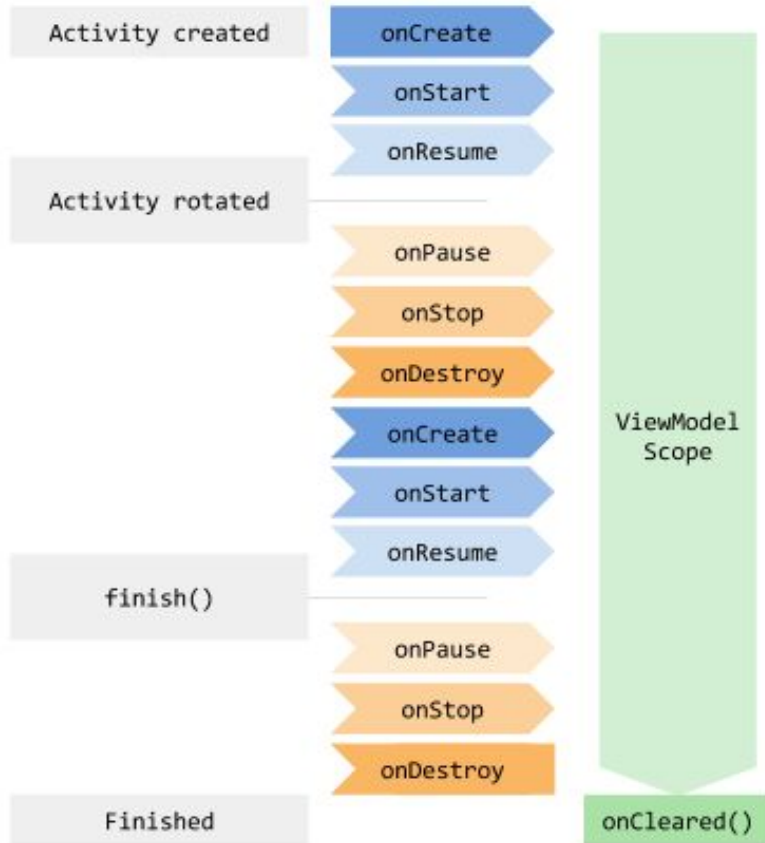 Activity created
onCreate
onStart
onResume
Activity rotated
onPause
onStop
onDestroy
onCreate
ViewModel
Scope
onStart
onResume
finish()
onPause
onStop
onDestroy
Finished
onCleared()